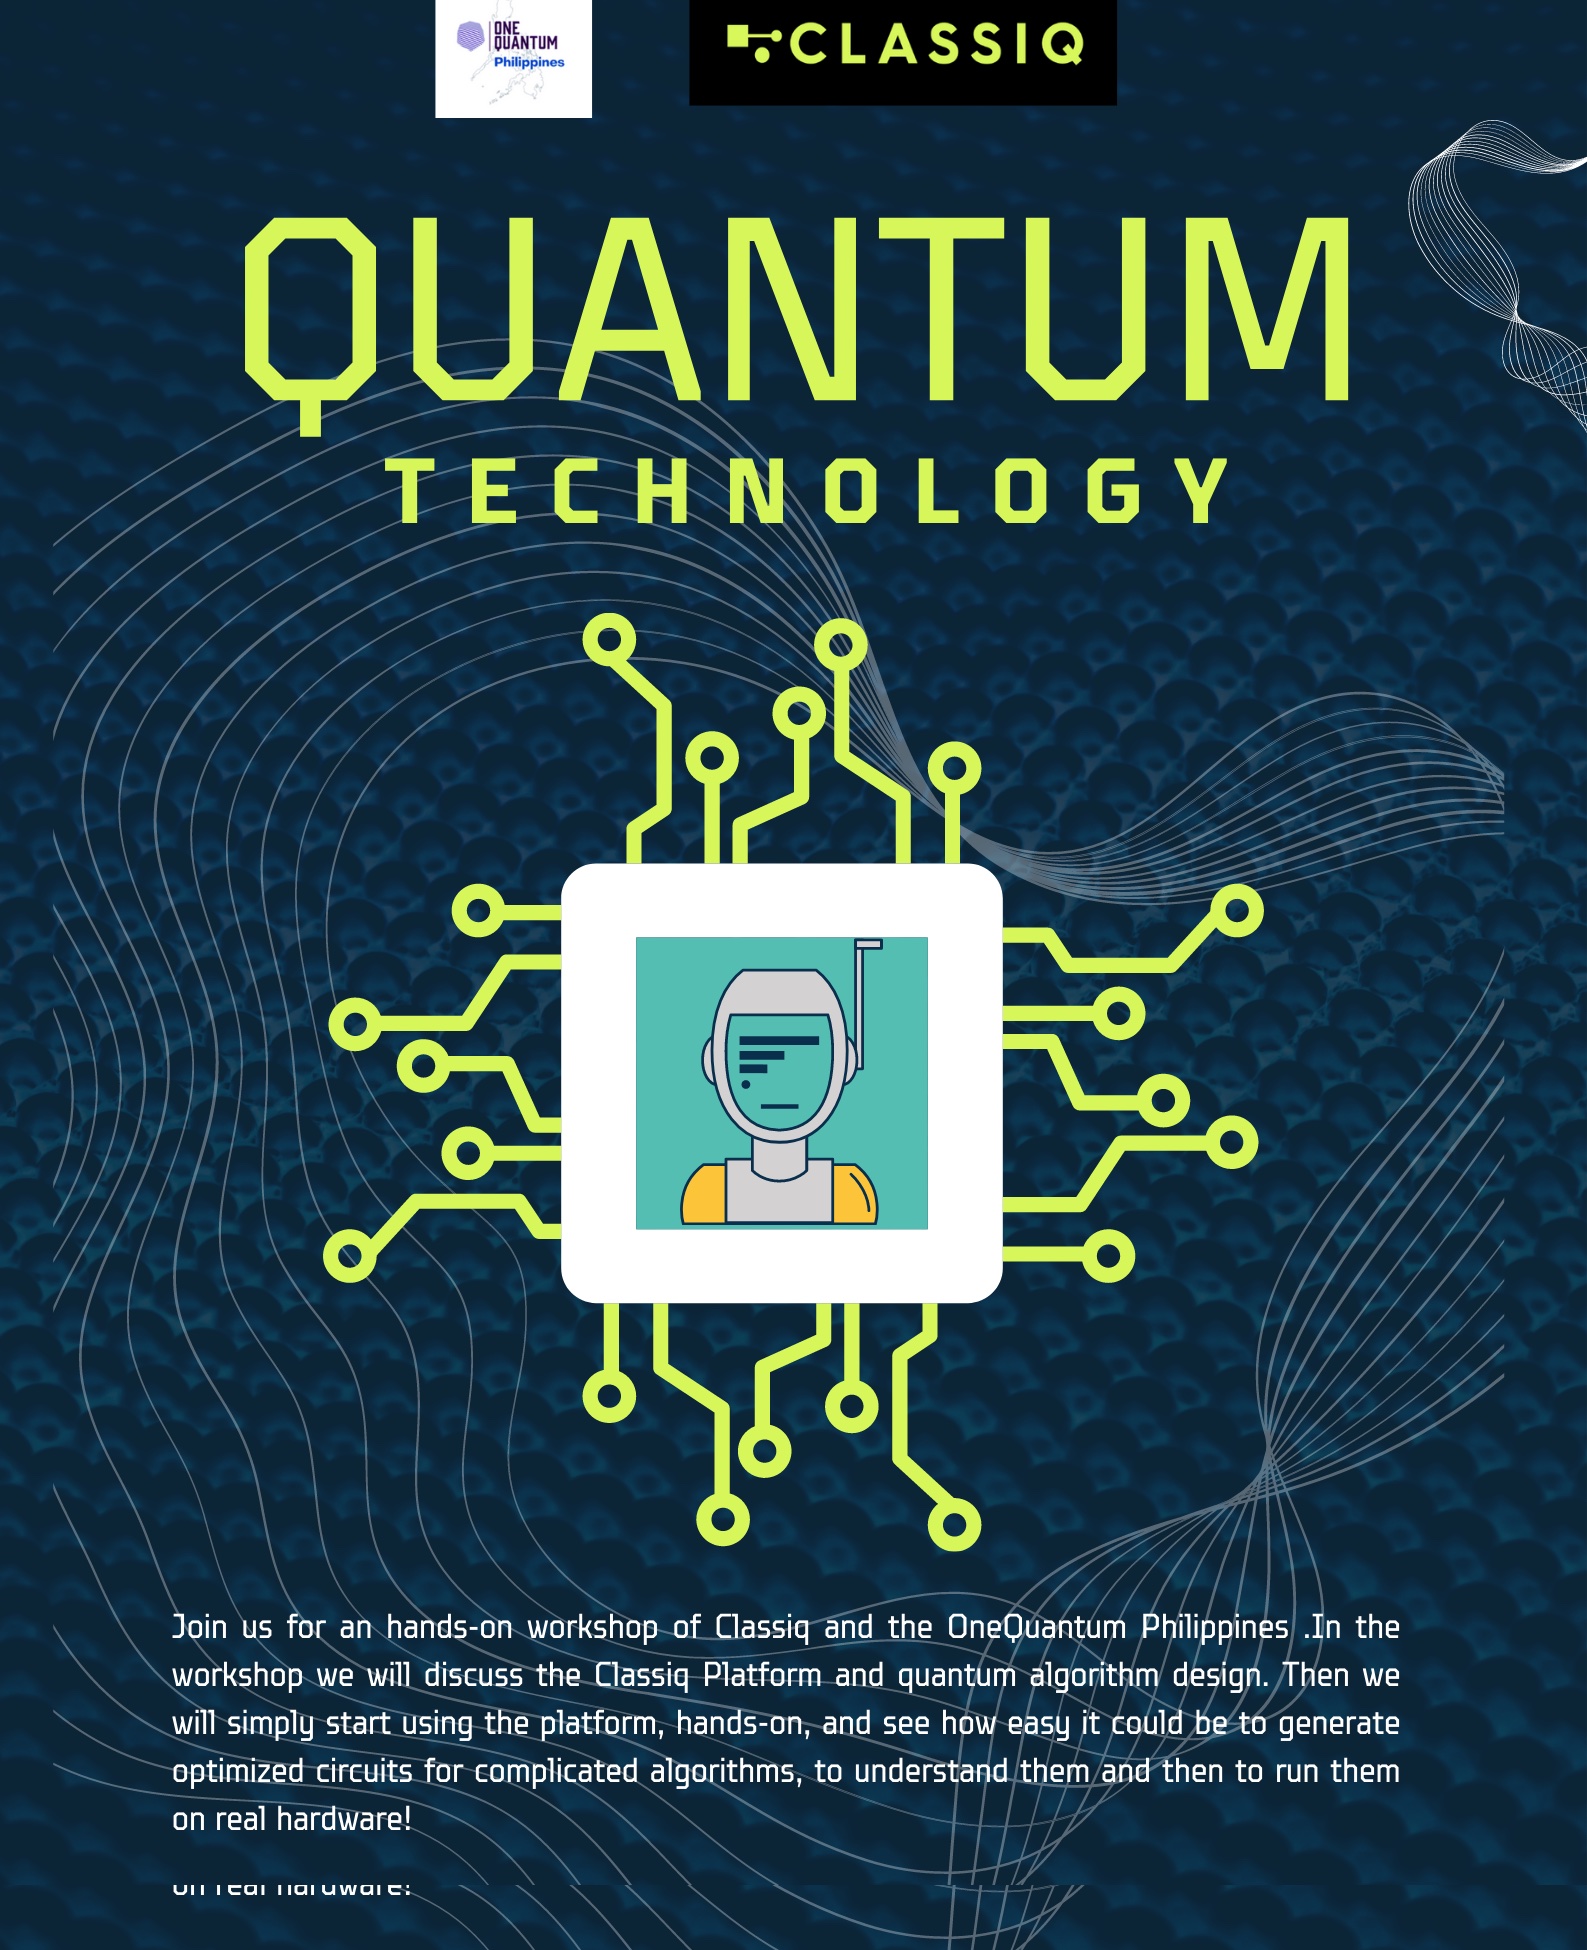 ONE
QUANTUM
Philippines
CLASSIQ
QUANTUM
TECHNOLOGY
Join us for an hands-on workshop of Classiq and the OneQuantum Philippines .In the
workshop we will discuss the Classiq Platform and quantum algorithm design. Then we
will simply start using the platform, hands-on, and see how easy it could be to generate
optimized circuits for complicated algorithms, to understand them and then to run them
on real hardware!
on real hardware!